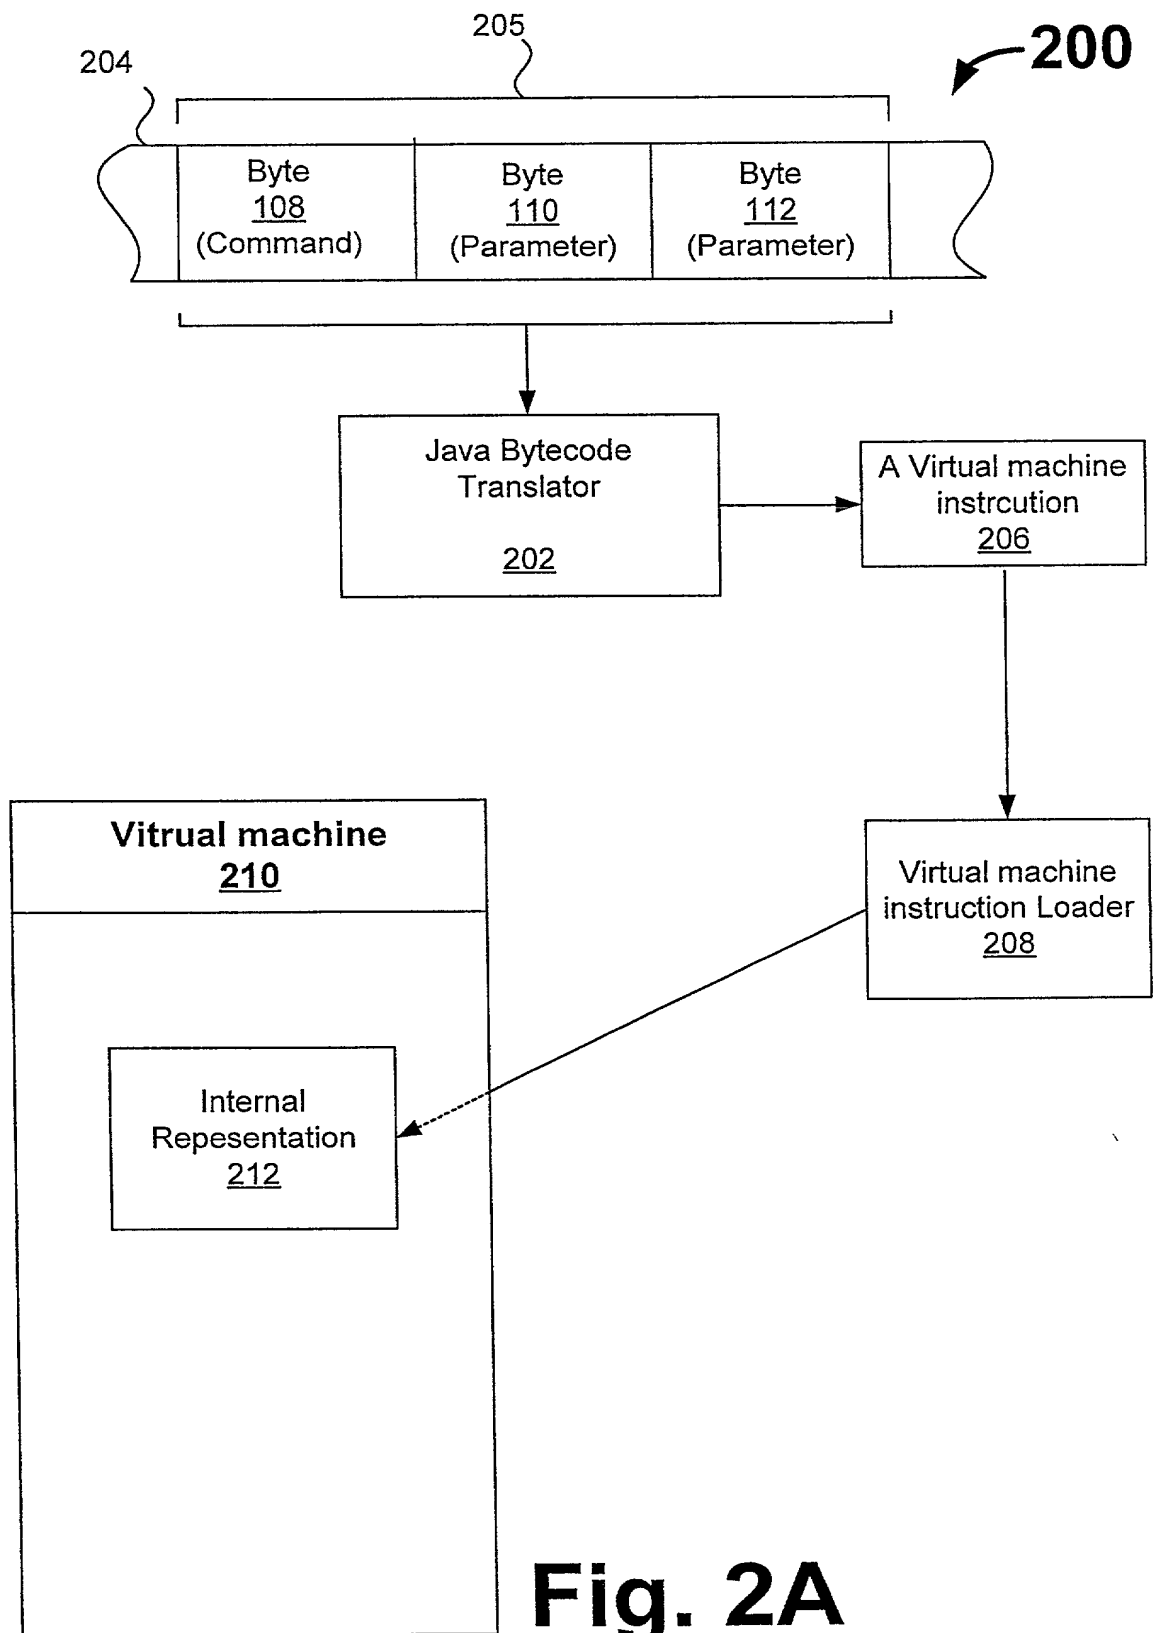 205
200
204
Byte
108
(Command)
Byte
110
(Parameter)
Byte
112
(Parameter)
Java Bytecode
Translator
202
A Virtual machine
instrcution
206
Vitrual machine
210
Virtual machine
instruction Loader
208
Internal
Repesentation
212
Fig. 2A